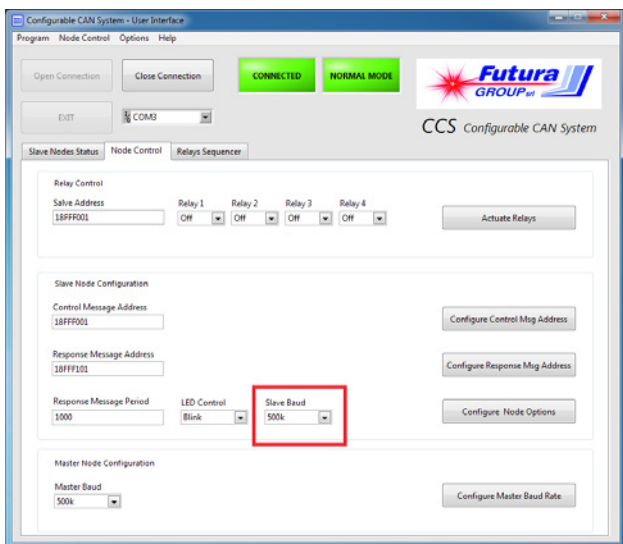 Configurable CAN System - User Interface
Program Node Control Options Help
Open Connection
Close Connection
CONNECTED
NORMAL MODE
Futura
GROUP srl
EXIT
COM3
CCS Configurable CAN System
Slave Nodes Status
Node Control
Relays Sequencer
Relay Control
Salve Address
Relay 1
Relay 2
Relay 3
Relay 4
18FFF001
Off
Off
Off
Off
Actuate Relays
Slave Node Configuration
Control Message Address
18FFF001
Configure Control Msg Address
Response Message Address
18FFF101
Configure Response Msg Address
Response Message Period
LED Control
Slave Baud
1000
Blink
500k
Configure Node Options
Master Node Configuration
Master Baud
500k
Configure Master Baud Rate